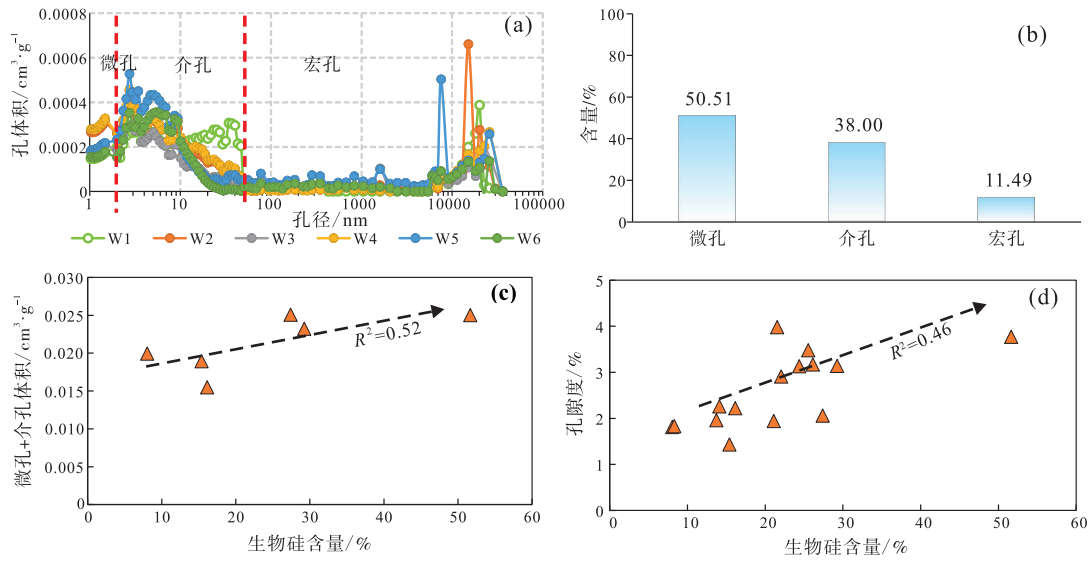 (a)
孔体积/cm³·g⁻¹
0.0008
0.0006
0.0004
0.0002
0
微孔
介孔
宏孔
1
10
100
1000
10000
100000
孔径/nm
W1
W2
W3
W4
W5
W6
(b)
含量/%
100
80
60
40
20
0
50.51
38.00
11.49
微孔
介孔
宏孔
(c)
微孔+介孔体积/cm³·g⁻¹
0.030
0.025
0.020
0.015
0.010
0.005
0.000
R²=0.52
0
10
20
30
40
50
60
生物硅含量/%
(d)
孔隙度/%
5
4
3
2
1
0
R²=0.46
0
10
20
30
40
50
60
生物硅含量/%